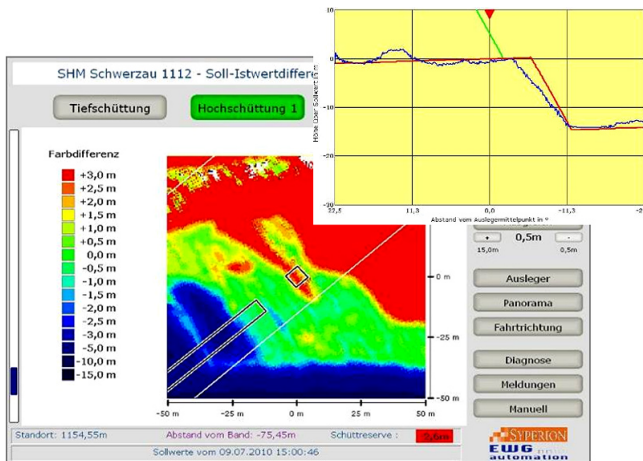 SHM Schwerzau 1112 - Soll-Istwertdiffer
Tiefschüttung
Hochschüttung 1
Farbdifferenz
+3,0 m
+2,5 m
+2,0 m
+1,5 m
+1,0 m
+0,5 m
0,0 m
-0,5 m
-1,0 m
-1,5 m
-2,0 m
-2,5 m
-3,0 m
-5,0 m
-10,0 m
-15,0 m
0 m
-25 m
-50 m
-50 m
-25 m
0 m
25 m
50 m
10
0
-10
-20
-30
22,5
11,3
0,0
-11,3
-2
Abstand vom Auslegermittelpunkt in °
+ 0,5m -
15,0m 0,5m
Ausleger
Panorama
Fahrtrichtung
Diagnose
Meldungen
Manuell
Standort: 1154,55m
Abstand vom Band: -75,45m
Schüttreserve :
Sollwerte vom 09.07.2010 15:00:46
SYPERION
EWG
automation